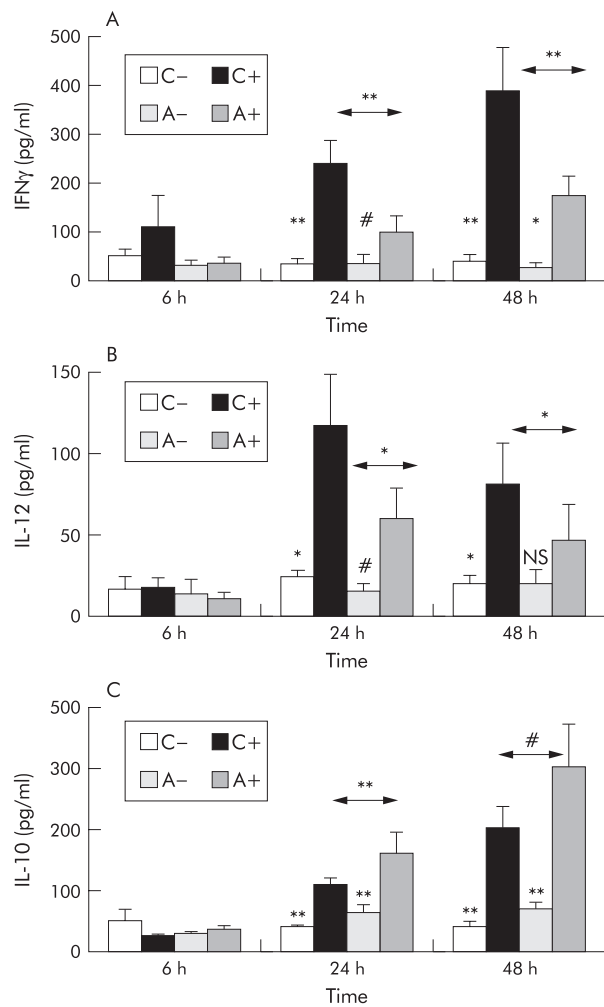 A
500
400
300
200
100
0
IFNγ (pg/ml)
C− C+
A− A+
**
**
** #
** *
6 h 24 h 48 h
Time
B
150
100
50
0
IL-12 (pg/ml)
C− C+
A− A+
*
*
* #
* NS
6 h 24 h 48 h
Time
C
500
300
200
100
0
IL-10 (pg/ml)
C− C+
A− A+
#
**
** **
** **
6 h 24 h 48 h
Time